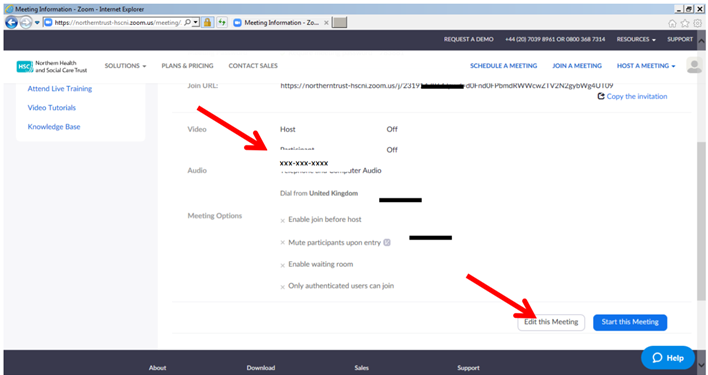 Meeting Information - Zoom - Internet Explorer
https://northerntrust-hscni.zoom.us/meeting/
Meeting Information - Zo...
REQUEST A DEMO +44 (20) 7039 8961 OR 0800 368 7314 RESOURCES SUPPORT
HSC Northern Health and Social Care Trust
SOLUTIONS PLANS & PRICING CONTACT SALES SCHEDULE A MEETING JOIN A MEETING HOST A MEETING
Attend Live Training
Video Tutorials
Knowledge Base
Join URL: https://northerntrust-hscni.zoom.us/j/23191
Copy the invitation
Video Host Off
Participant Off
xxx-xxx-xxxx
Audio Telephone and Computer Audio
Dial from United Kingdom
Meeting Options
× Enable join before host
× Mute participants upon entry
× Enable waiting room
× Only authenticated users can join
Edit this Meeting Start this Meeting
Help
About Download Sales Support